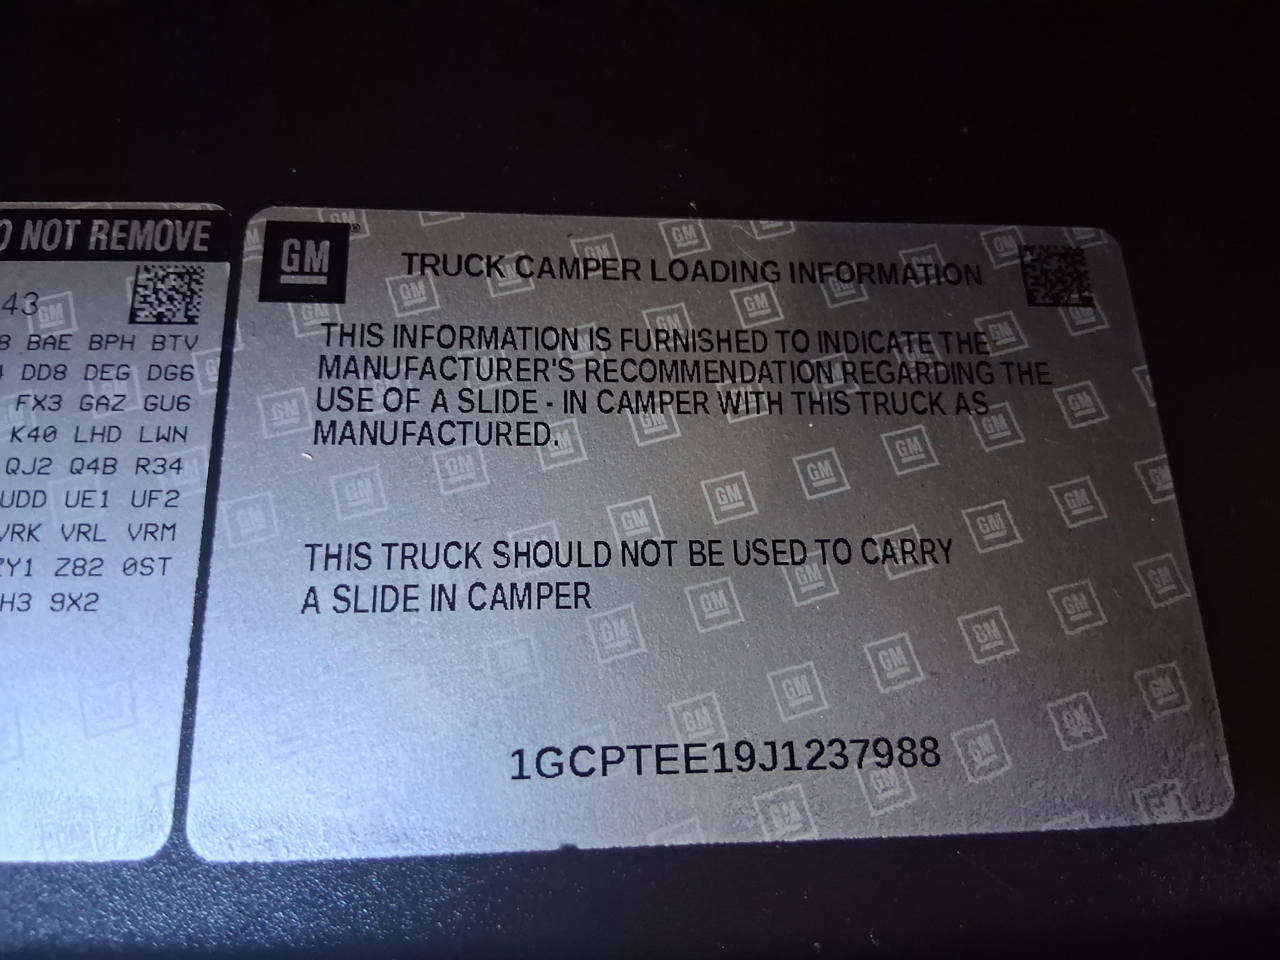 O NOT REMOVE
43
BAE BPH BTV
DD8 DEG DG6
FX3 GAZ GU6
K40 LHD LWN
QJ2 Q4B R34
UDD UE1 UF2
VRK VRL VRM
ZY1 Z82 0ST
H3 9X2
GM
TRUCK CAMPER LOADING INFORMATION
THIS INFORMATION IS FURNISHED TO INDICATE THE
MANUFACTURER'S RECOMMENDATION REGARDING THE
USE OF A SLIDE - IN CAMPER WITH THIS TRUCK AS
MANUFACTURED.
THIS TRUCK SHOULD NOT BE USED TO CARRY
A SLIDE IN CAMPER
1GCPTEE19J1237988